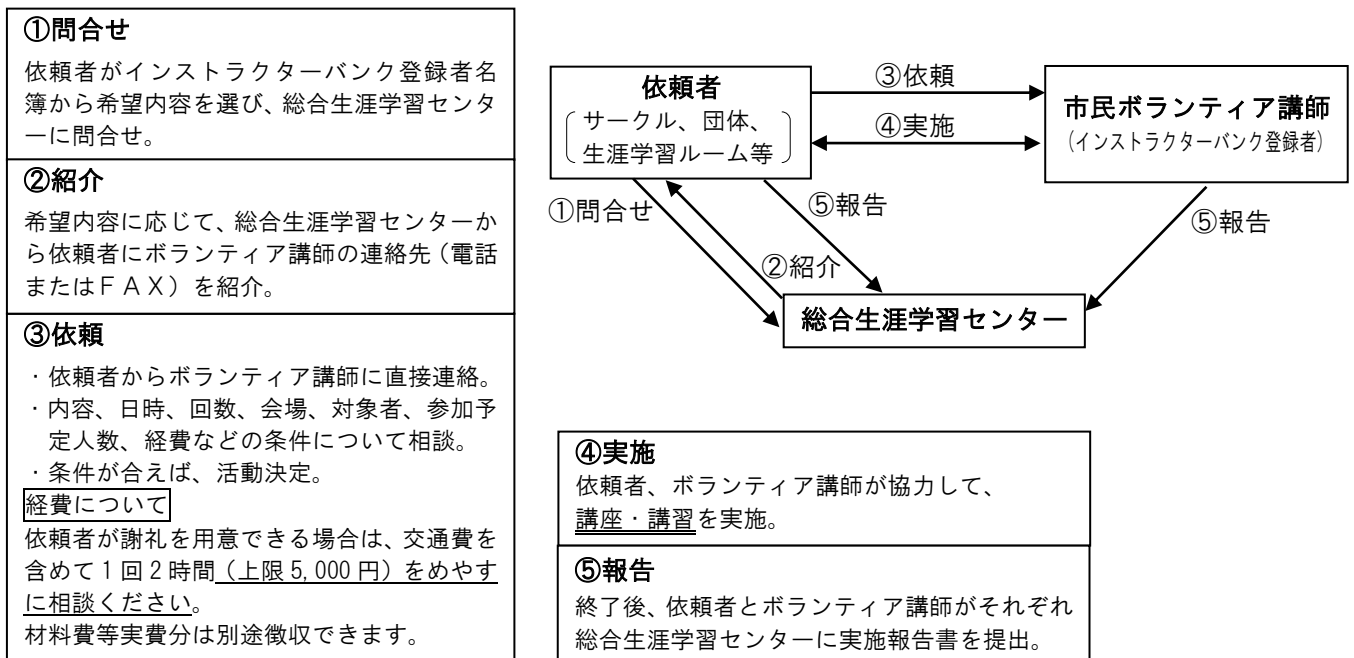 ①問合せ
依頼者がインストラクターバンク登録者名
簿から希望内容を選び、総合生涯学習センタ
ーに問合せ。
②紹介
希望内容に応じて、総合生涯学習センターか
ら依頼者にボランティア講師の連絡先（電話
またはＦＡＸ）を紹介。
③依頼
・依頼者からボランティア講師に直接連絡。
・内容、日時、回数、会場、対象者、参加予
定人数、経費などの条件について相談。
・条件が合えば、活動決定。
経費について
依頼者が謝礼を用意できる場合は、交通費を
含めて１回２時間（上限 5,000 円）をめやす
に相談ください。
材料費等実費分は別途徴収できます。
依頼者
サークル、団体、
生涯学習ルーム等
③依頼
④実施
市民ボランティア講師
（インストラクターバンク登録者）
①問合せ
②紹介
⑤報告
⑤報告
総合生涯学習センター
④実施
依頼者、ボランティア講師が協力して、
講座・講習を実施。
⑤報告
終了後、依頼者とボランティア講師がそれぞれ
総合生涯学習センターに実施報告書を提出。